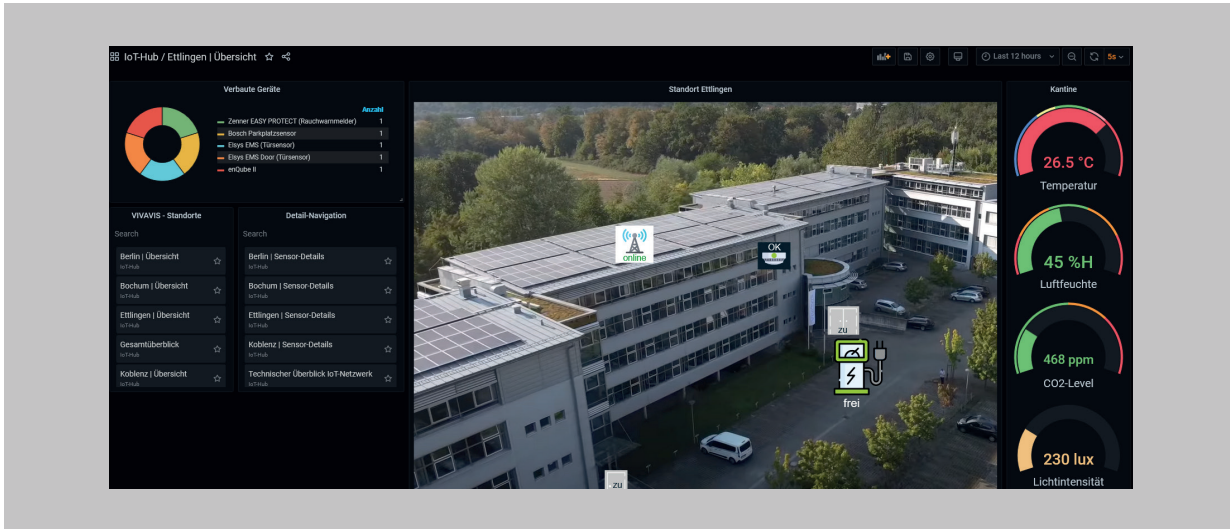 IoT-Hub / Ettlingen | Übersicht
Last 12 hours
5s
Verbaute Geräte
Anzahl
Zenner EASY PROTECT (Rauchwarnmelder) 1
Bosch Parkplatzsensor 1
Elsys EMS (Türsensor) 1
Elsys EMS Door (Türsensor) 1
enQube II 1
VIVAVIS - Standorte
Search
Berlin | Übersicht
IoT-Hub
Bochum | Übersicht
IoT-Hub
Ettlingen | Übersicht
IoT-Hub
Gesamtüberblick
IoT-Hub
Koblenz | Übersicht
IoT-Hub
Detail-Navigation
Search
Berlin | Sensor-Details
IoT-Hub
Bochum | Sensor-Details
IoT-Hub
Ettlingen | Sensor-Details
IoT-Hub
Koblenz | Sensor-Details
IoT-Hub
Technischer Überblick IoT-Netzwerk
IoT-Hub
Standort Ettlingen
online
OK
zu
frei
zu
Kantine
26.5 °C
Temperatur
45 %H
Luftfeuchte
468 ppm
CO2-Level
230 lux
Lichtintensität